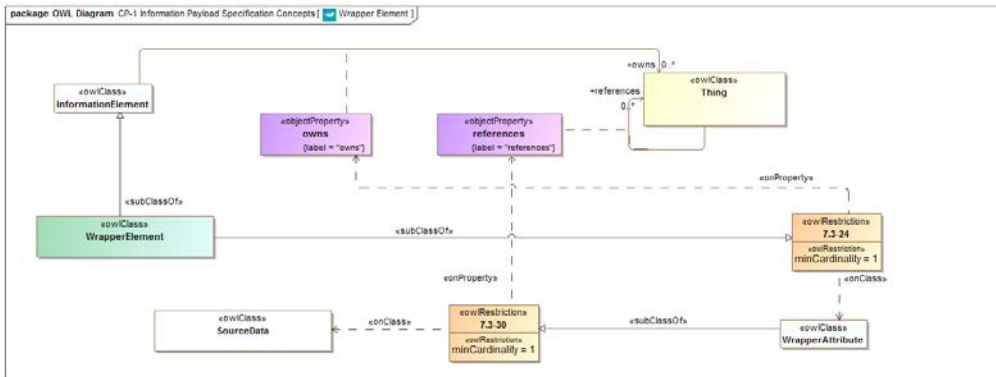 package OWL Diagram CP-1 Information Payload Specification Concepts [ Wrapper Element ]
+owns 0..*
«owlClass»
InformationElement
«owlClass»
Thing
+references
0..*
«objectProperty»
owns
{label = "owns"}
«objectProperty»
references
{label = "references"}
«onProperty»
«subClassOf»
«owlClass»
WrapperElement
«subClassOf»
«owlRestrictions»
7.3-24
«owlRestriction»
minCardinality = 1
«onProperty»
«onClass»
«owlClass»
SourceData
«onClass»
«owlRestrictions»
7.3-30
«owlRestriction»
minCardinality = 1
«subClassOf»
«owlClass»
WrapperAttribute